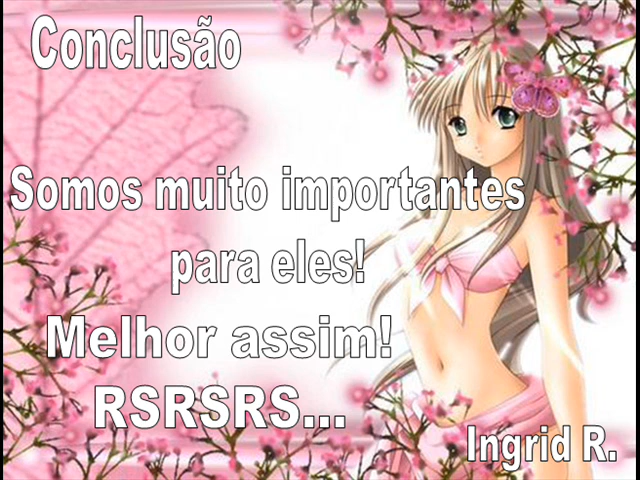 Conclusão
Somos muito importantes
para eles!
Melhor assim!
RSRSRS...
Ingrid R.